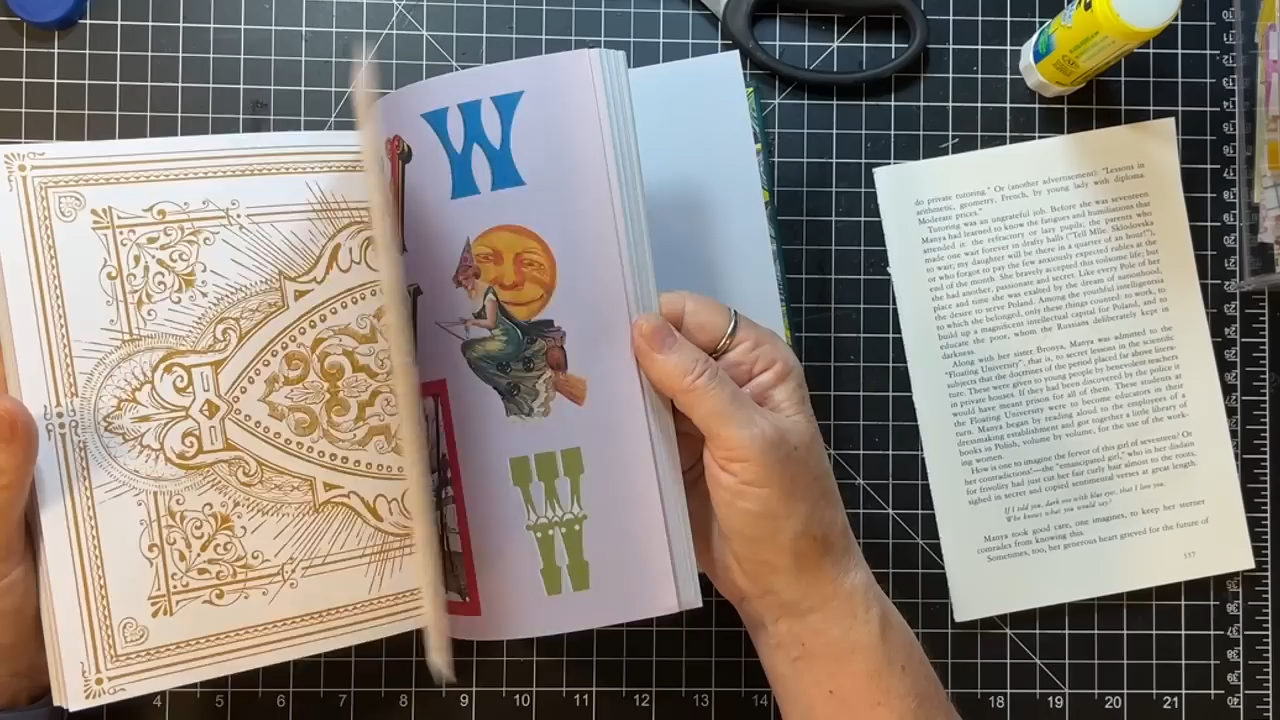 W
W
do private tutoring." Or (another advertisement): "Lessons in
arithmetic, geometry, French, by young lady with diploma.
Moderate prices."
Tutoring was an ungrateful job. Before she was seventeen
Manya had learned to know the fatigues and humiliations that
attended it: the refractory or lazy pupils; the parents who
made one wait forever in drafty halls ("Tell Mlle. Sklodovska
to wait; my daughter will be there in a quarter of an hour!"),
or who forgot to pay the few anxiously expected rubles at the
end of the month. She bravely accepted this toilsome life; but
she had another, passionate and secret. Like every Pole of her
place and time she was exalted by the dream of nationhood,
the desire to serve Poland. Among the youthful intelligentsia
to which she belonged, only these things counted: to work, to
build up a magnificent intellectual capital for Poland, and to
educate the poor, whom the Russians deliberately kept in
darkness.
Along with her sister Bronya, Manya was admitted to the
"Floating University", that is, to secret lessons in the scientific
subjects that the doctrines of the period placed far above litera-
ture. These were given to young people by benevolent teachers
in private houses. If they had been discovered by the police it
would have meant prison for all of them. These students at
the Floating University were to become educators in their
turn. Manya began by reading aloud to the employees of a
dressmaking establishment and got together a little library of
books in Polish, volume by volume, for the use of the work-
ing women.
How is one to imagine the fervor of this girl of seventeen? Or
her contradictions?—the "emancipated girl," who in her disdain
for frivolity had just cut her fair curly hair almost to the roots,
sighed in secret and copied sentimental verses at great length.
If I told you, dark one with blue eyes, that I love you,
Who knows what you would say?
Manya took good care, one imagines, to keep her sterner
comrades from knowing this.
Sometimes, too, her generous heart grieved for the future of
557
4 5 6 7 8 9 10 11 12 13 14 18 19 20 21